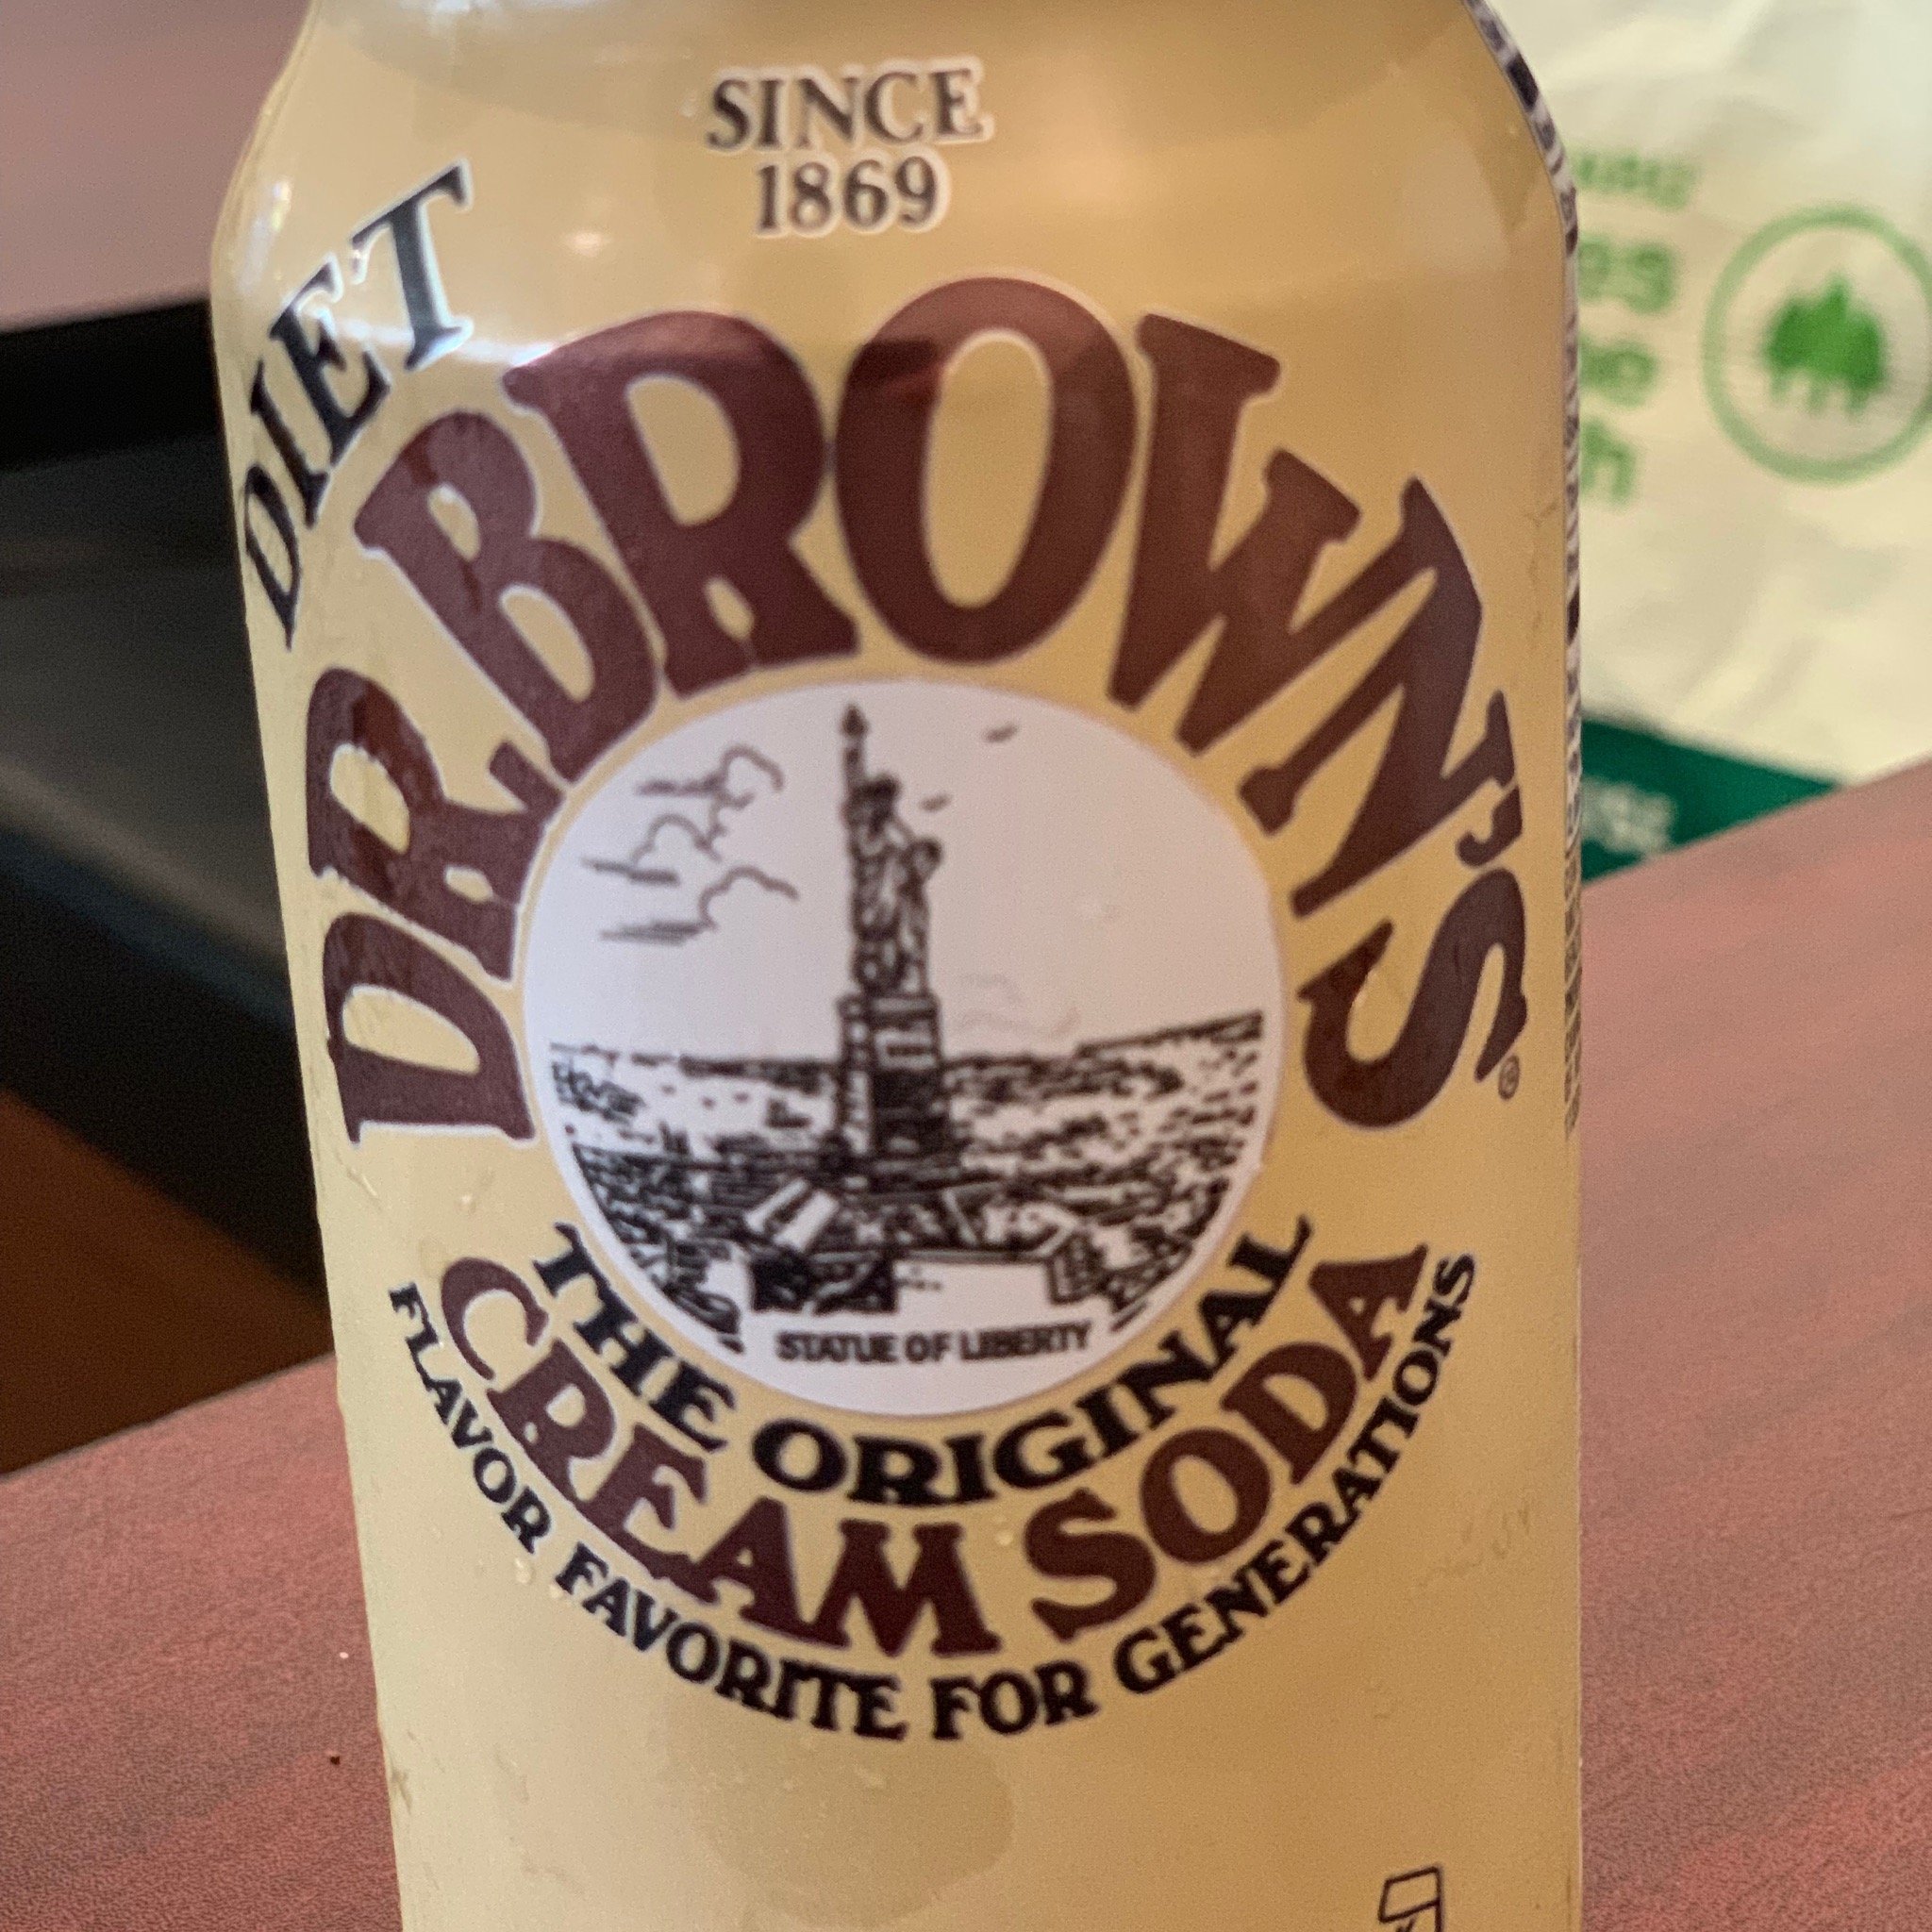 SINCE
1869
DIET
DR. BROWN'S®
STATUE OF LIBERTY
THE ORIGINAL
CREAM SODA
FLAVOR FAVORITE FOR GENERATIONS